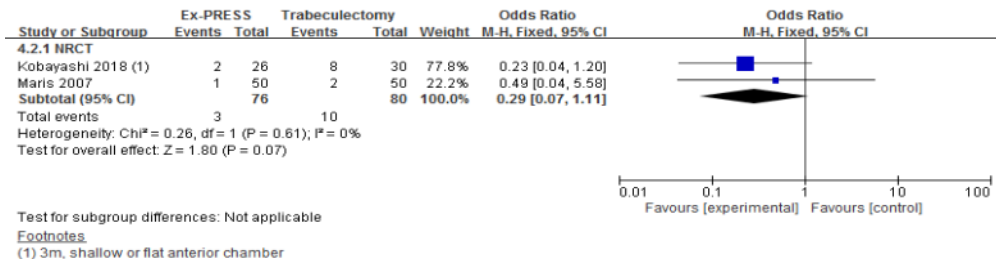 Ex-PRESS Trabeculectomy Odds Ratio Odds Ratio
Study or Subgroup Events Total Events Total Weight M-H, Fixed, 95% CI M-H, Fixed, 95% CI
4.2.1 NRCT
Kobayashi 2018 (1) 2 26 8 30 77.8% 0.23 [0.04, 1.20]
Maris 2007 1 50 2 50 22.2% 0.49 [0.04, 5.58]
Subtotal (95% CI) 76 80 100.0% 0.29 [0.07, 1.11]
Total events 3 10
Heterogeneity: Chi² = 0.26, df = 1 (P = 0.61); I² = 0%
Test for overall effect: Z = 1.80 (P = 0.07)
0.01 0.1 1 10 100
Favours [experimental] Favours [control]
Test for subgroup differences: Not applicable
Footnotes
(1) 3m, shallow or flat anterior chamber